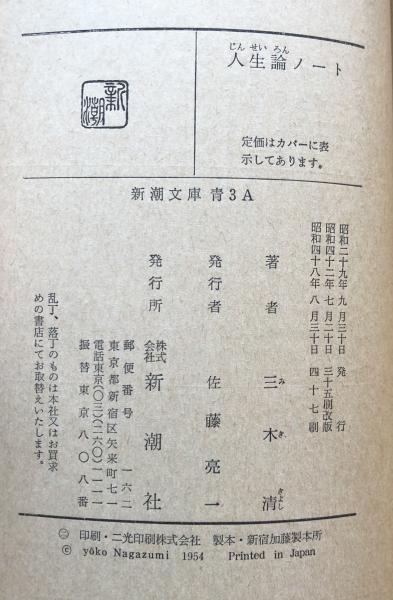 じんせいろん
人生論ノート
定価はカバーに表
示してあります。
新潮
新潮文庫 青3A
昭和二十九年九月三十日 発行
昭和四十二年七月二十日 三十五刷改版
昭和四十八年八月三十日 四十七刷
著者 三木清
みききよし
発行者 佐藤亮一
発行所 株式会社 新潮社
郵便番号 一六二
東京都新宿区矢来町七一
電話東京(〇三)(二六〇)一一一一
振替東京八〇八番
乱丁、落丁のものは本社又はお買求
めの書店にてお取替えいたします。
印刷・二光印刷株式会社 製本・新宿加藤製本所
© yōko Nagazumi 1954 Printed in Japan